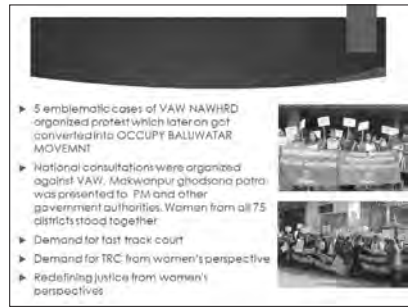 5 emblematic cases of VAW NAWHRD
organized protest which later on got
converted into OCCUPY BALUWATAR
MOVEMNT
National consultations were organized
against VAW. Makwanpur ghodsona patra
was presented to PM and other
government authorities. Women from all 75
districts stood together
Demand for fast track court
Demand for TRC from women's perspective
Redefining justice from women's
perspectives